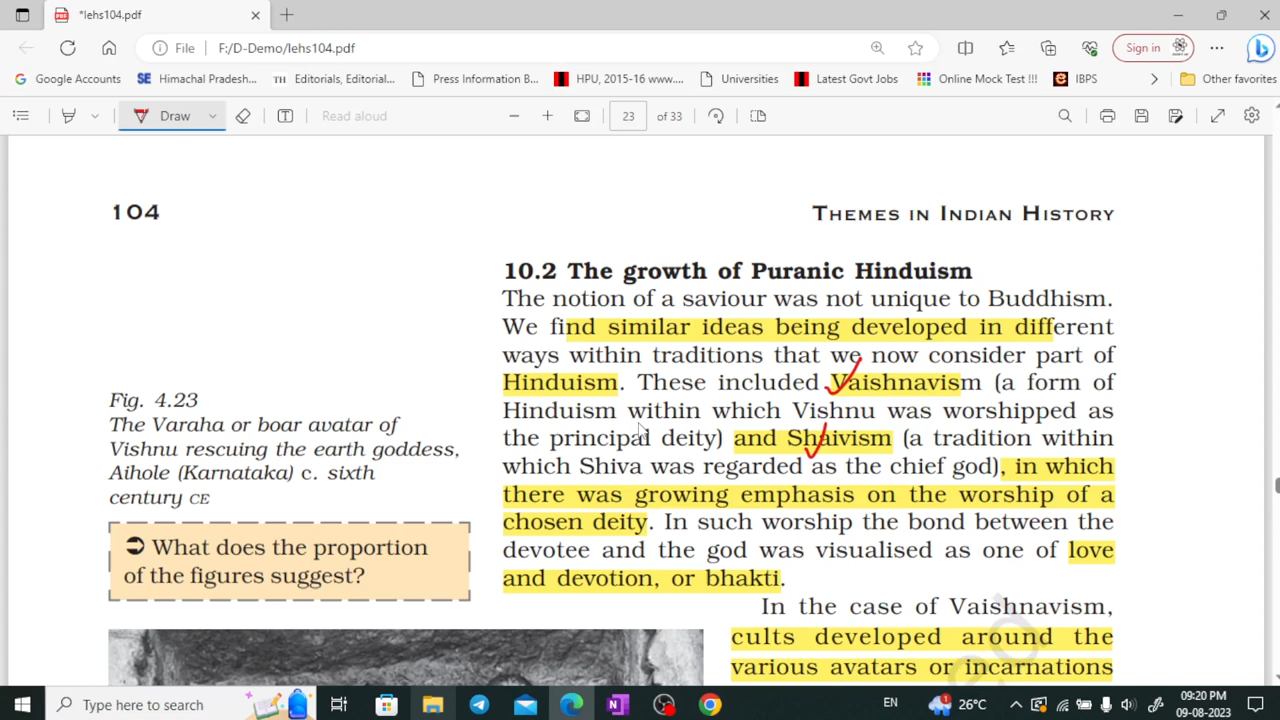 *lehs104.pdf
File F:/D-Demo/lehs104.pdf
Sign in
Google Accounts
SE Himachal Pradesh...
TH Editorials, Editorial...
Press Information B...
HPU, 2015-16 www....
Universities
Latest Govt Jobs
Online Mock Test !!!
IBPS
Other favorites
Draw
Read aloud
23 of 33
104
THEMES IN INDIAN HISTORY
10.2 The growth of Puranic Hinduism
The notion of a saviour was not unique to Buddhism.
We find similar ideas being developed in different
ways within traditions that we now consider part of
Hinduism. These included Vaishnavism (a form of
Hinduism within which Vishnu was worshipped as
the principal deity) and Shaivism (a tradition within
which Shiva was regarded as the chief god), in which
there was growing emphasis on the worship of a
chosen deity. In such worship the bond between the
devotee and the god was visualised as one of love
and devotion, or bhakti.
In the case of Vaishnavism,
cults developed around the
various avatars or incarnations
Fig. 4.23
The Varaha or boar avatar of
Vishnu rescuing the earth goddess,
Aihole (Karnataka) c. sixth
century CE
What does the proportion
of the figures suggest?
Type here to search
EN
1
26°C
09:20 PM
09-08-2023